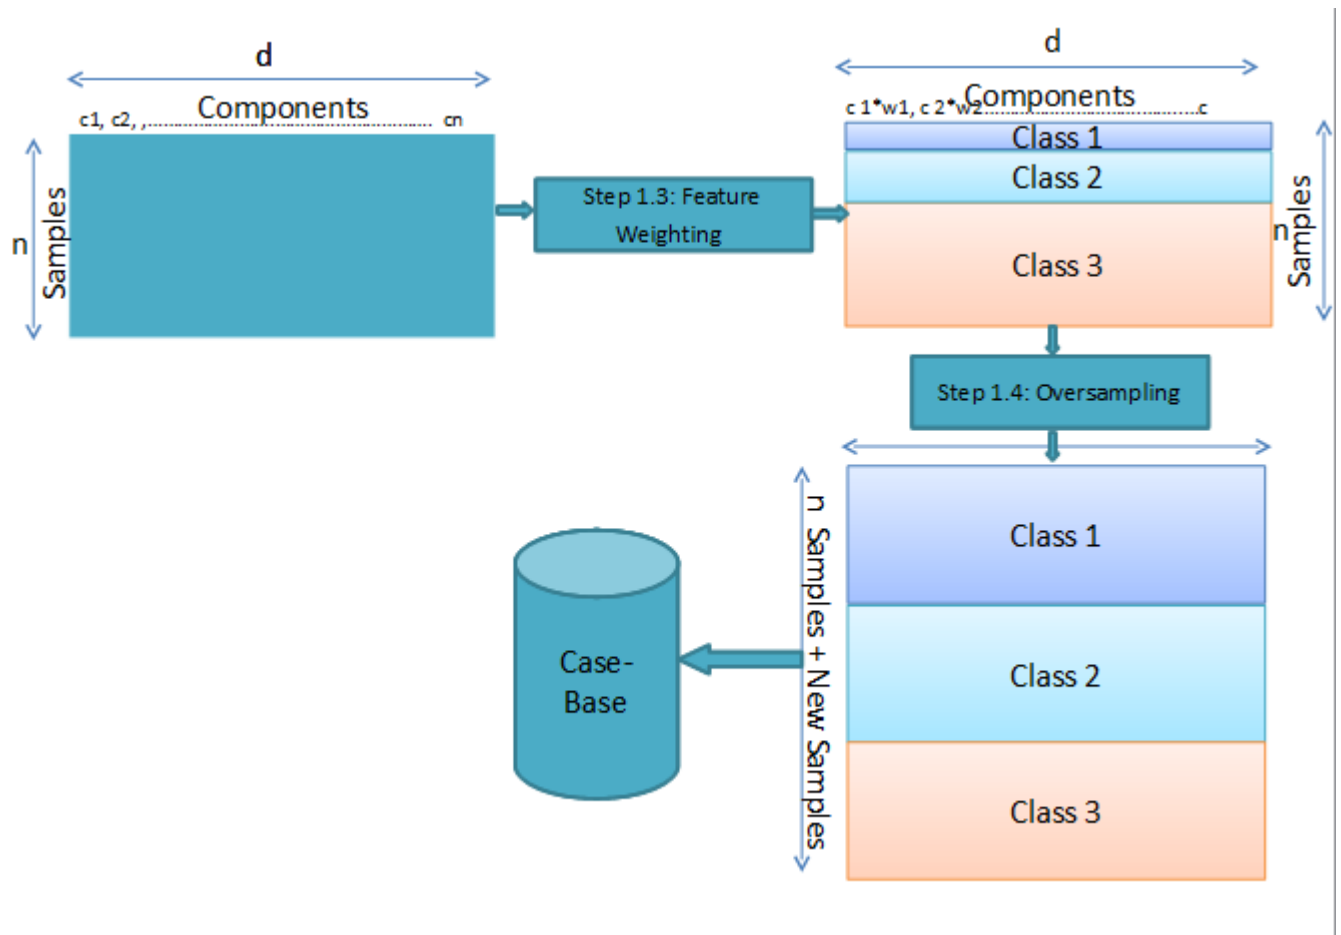 d
Components
c1, c2, ,............................................................ cn
n
Samples
Step 1.3: Feature
Weighting
d
Components
c 1*w1, c 2*w2..................................................c
Class 1
Class 2
Class 3
n
Samples
Step 1.4: Oversampling
n Samples + New Samples
Class 1
Class 2
Class 3
Case-
Base